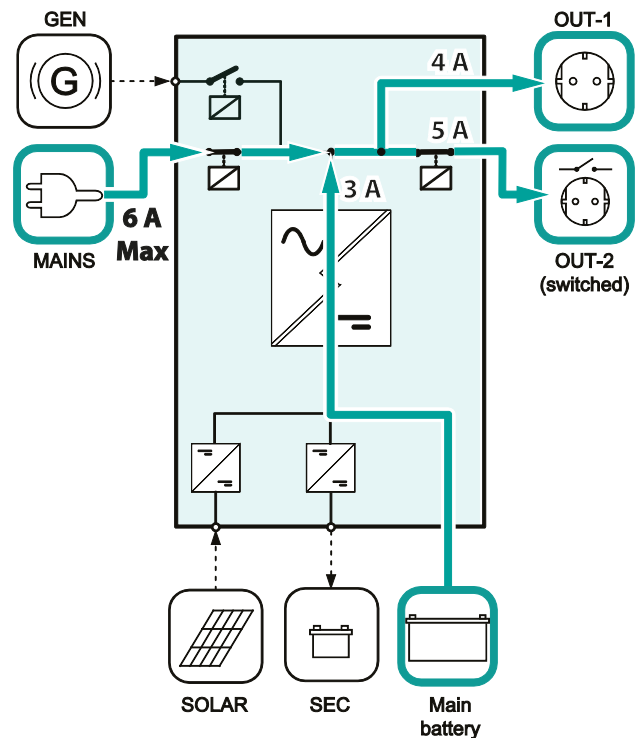 GEN
G
MAINS
6 A
Max
4 A
5 A
3 A
OUT-1
OUT-2
(switched)
SOLAR
SEC
Main
battery